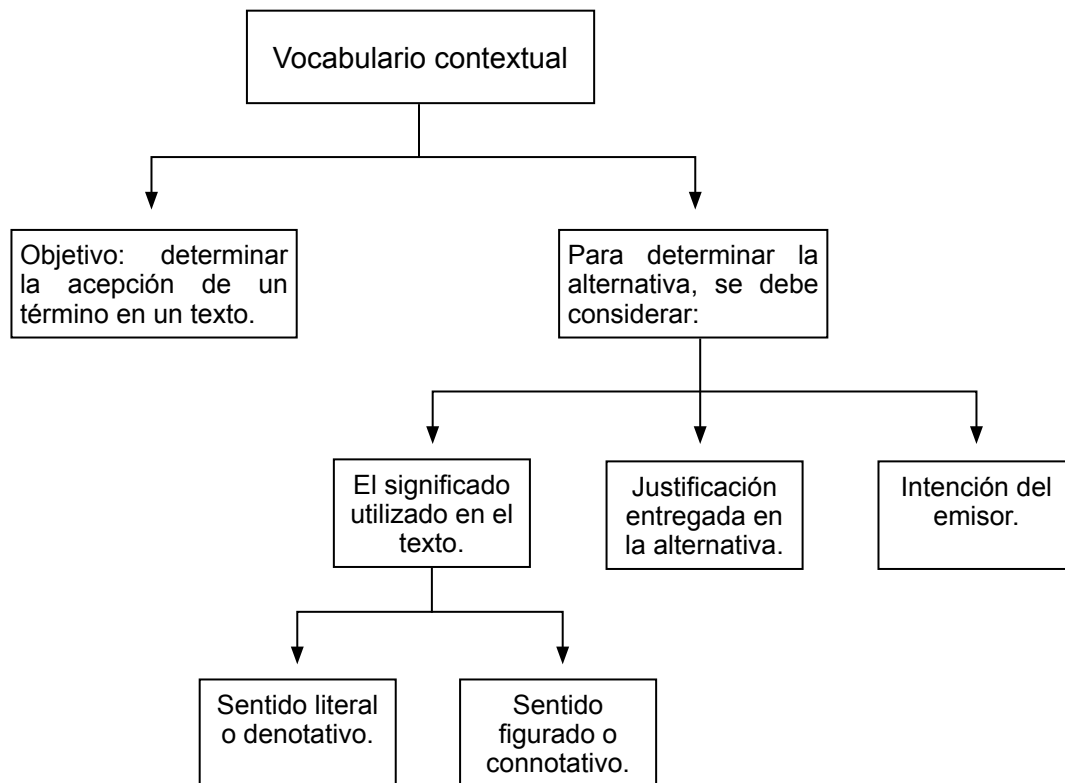 Vocabulario contextual
Objetivo: determinar
la acepción de un
término en un texto.
Para determinar la
alternativa, se debe
considerar:
El significado
utilizado en el
texto.
Justificación
entregada en
la alternativa.
Intención del
emisor.
Sentido literal
o denotativo.
Sentido
figurado o
connotativo.